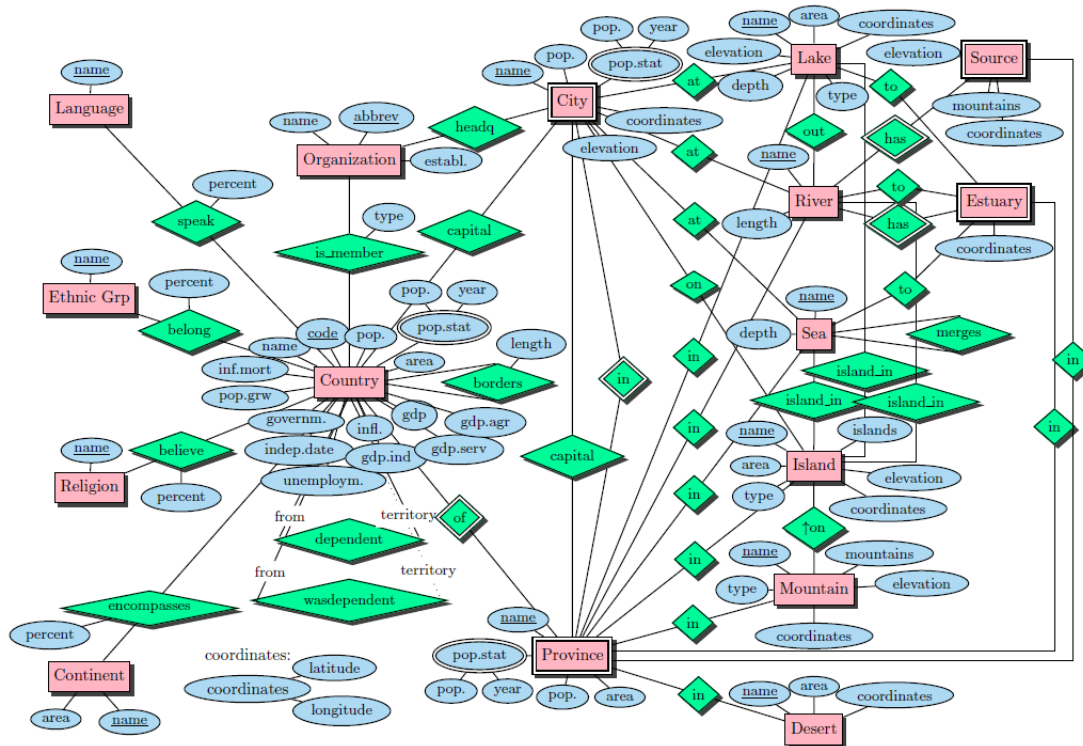 pop.
year
name
area
coordinates
elevation
Lake
elevation
Source
name
pop.
pop.stat
at
to
Language
name
City
depth
type
mountains
name
abbrev
headq
coordinates
out
has
coordinates
Organization
establ.
elevation
at
name
percent
River
to
Estuary
speak
type
capital
at
length
has
is_member
coordinates
name
percent
pop.
year
on
to
name
Ethnic Grp
belong
code
pop.
pop.stat
depth
Sea
merges
name
area
length
in
in
inf.mort
Country
borders
in
island_in
pop.grw
island_in
island_in
governm.
infl.
gdp
gdp.agr
in
in
name
believe
indep.date
gdp.ind
gdp.serv
capital
name
islands
Religion
percent
unemploym.
area
Island
elevation
in
type
coordinates
from
territory
of
dependent
↑on
from
territory
in
name
mountains
encompasses
wasdependent
type
Mountain
elevation
percent
name
in
coordinates
coordinates:
latitude
pop.stat
Province
Continent
coordinates
pop.
year
pop.
area
in
name
area
coordinates
area
name
longitude
Desert